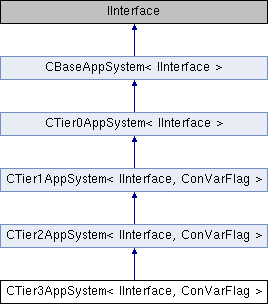 IInterface
CBaseAppSystem< IInterface >
CTier0AppSystem< IInterface >
CTier1AppSystem< IInterface, ConVarFlag >
CTier2AppSystem< IInterface, ConVarFlag >
CTier3AppSystem< IInterface, ConVarFlag >